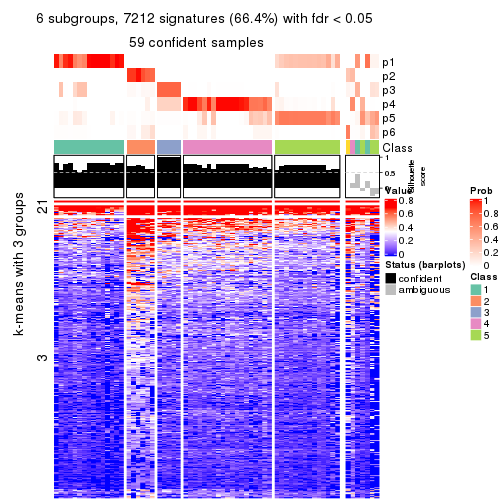 6 subgroups, 7212 signatures (66.4%) with fdr < 0.05
59 confident samples
p1
p2
p3
p4
p5
p6
Class
1
0.5
0
Silhouette
score
k-means with 3 groups
21
3
Value
0.8
0.6
0.4
0.2
0
Status (barplots)
confident
ambiguous
Prob
1
0.8
0.6
0.4
0.2
0
Class
1
2
3
4
5